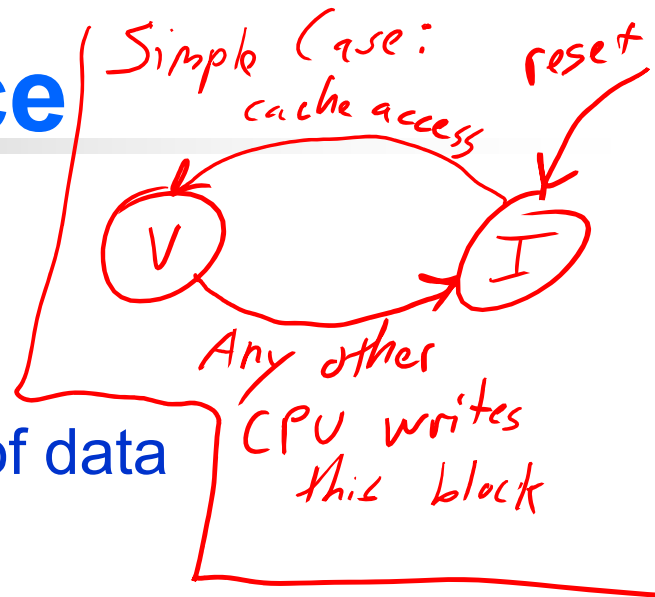 Simple Case:
reset
ce
cache access
V
I
Any other
CPU writes
this block
of data